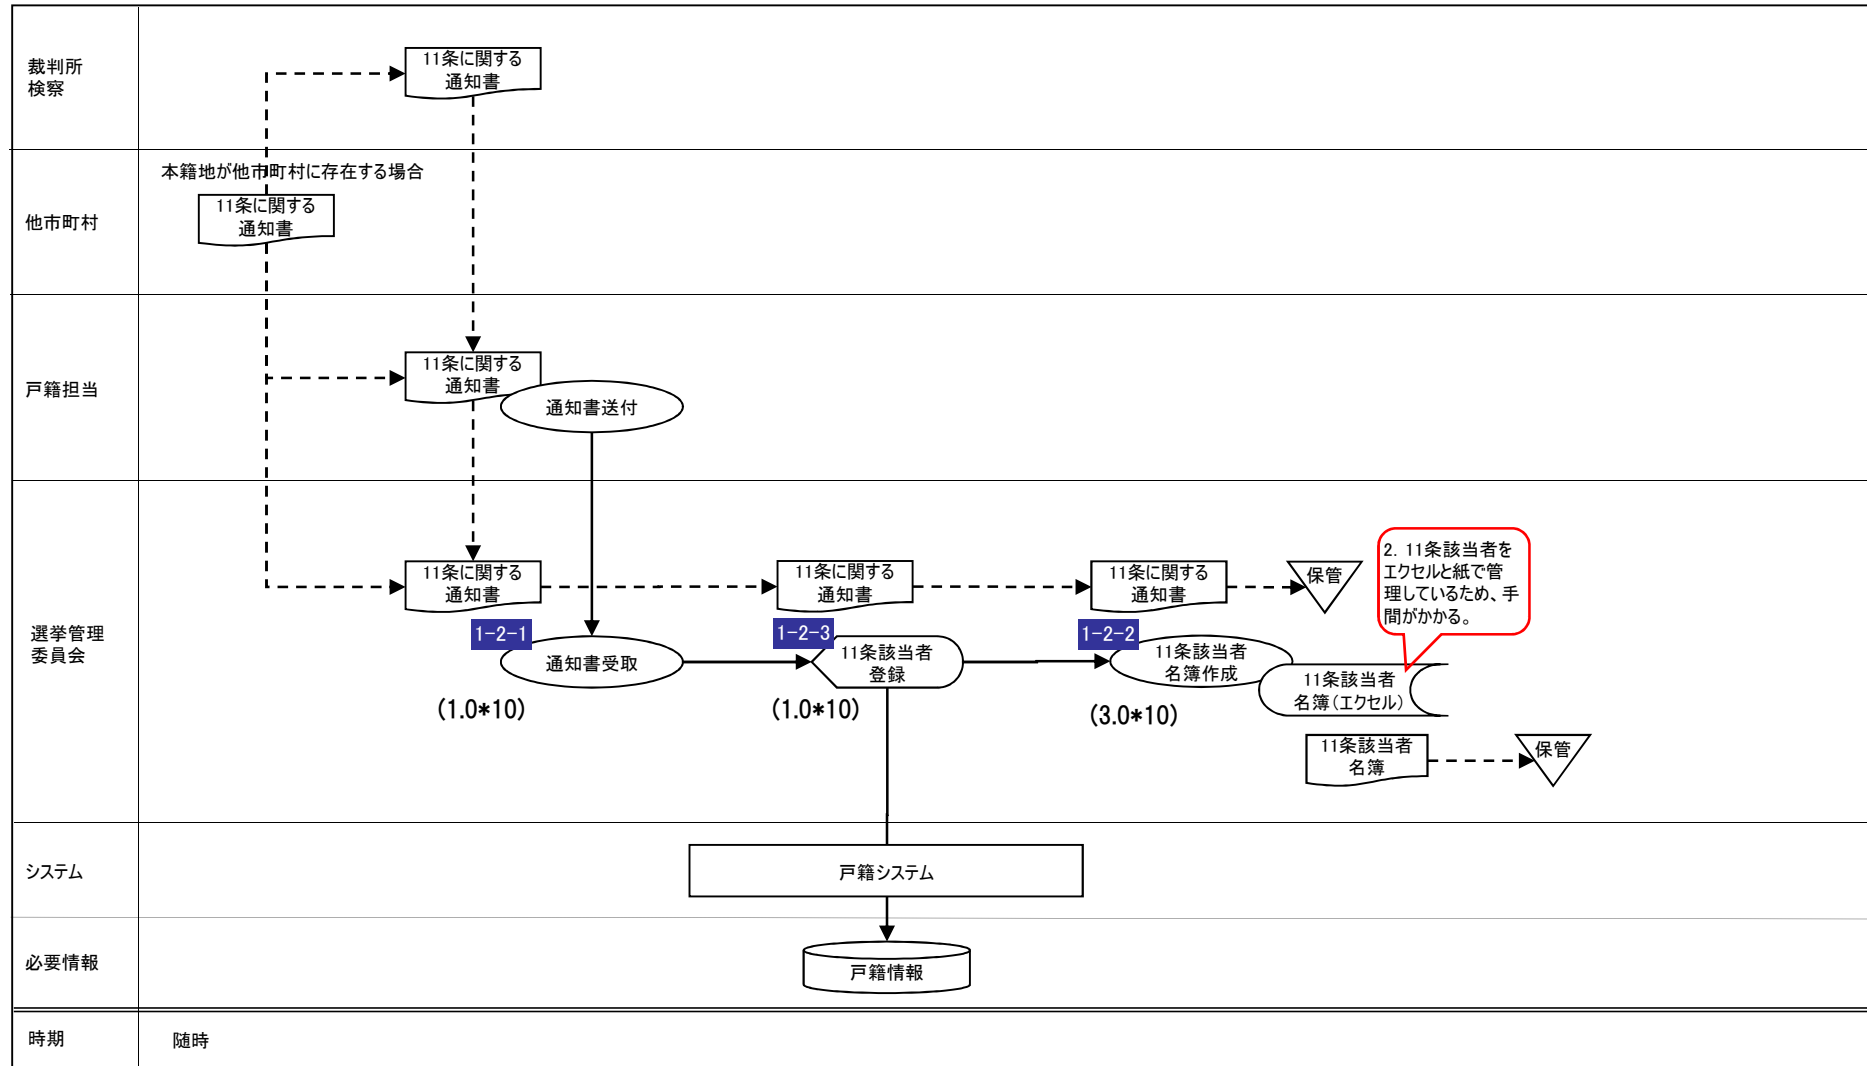 裁判所
検察
11条に関する
通知書
他市町村
本籍地が他市町村に存在する場合
11条に関する
通知書
戸籍担当
11条に関する
通知書
通知書送付
選挙管理
委員会
11条に関する
通知書
11条に関する
通知書
11条に関する
通知書
保管
2. 11条該当者を
エクセルと紙で管
理しているため、手
間がかかる。
1-2-1
通知書受取
(1.0*10)
1-2-3
11条該当者
登録
(1.0*10)
1-2-2
11条該当者
名簿作成
(3.0*10)
11条該当者
名簿(エクセル)
11条該当者
名簿
保管
システム
戸籍システム
必要情報
戸籍情報
時期
随時